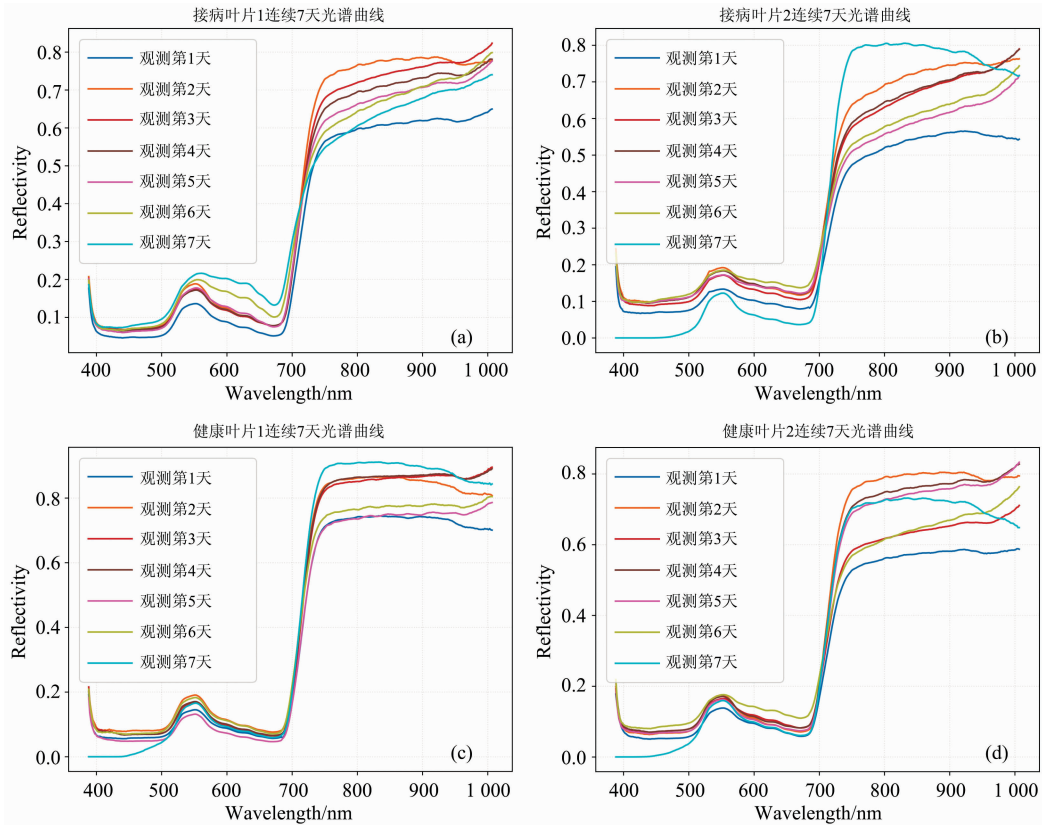 接病叶片1连续7天光谱曲线
0.8
0.7
0.6
0.5
0.4
0.3
0.2
0.1
Reflectivity
观测第1天
观测第2天
观测第3天
观测第4天
观测第5天
观测第6天
观测第7天
(a)
400 500 600 700 800 900 1 000
Wavelength/nm
接病叶片2连续7天光谱曲线
0.8
0.7
0.6
0.5
0.4
0.3
0.2
0.1
0.0
Reflectivity
观测第1天
观测第2天
观测第3天
观测第4天
观测第5天
观测第6天
观测第7天
(b)
400 500 600 700 800 900 1 000
Wavelength/nm
健康叶片1连续7天光谱曲线
0.8
0.6
0.4
0.2
0.0
Reflectivity
观测第1天
观测第2天
观测第3天
观测第4天
观测第5天
观测第6天
观测第7天
(c)
400 500 600 700 800 900 1 000
Wavelength/nm
健康叶片2连续7天光谱曲线
0.8
0.6
0.4
0.2
0.0
Reflectivity
观测第1天
观测第2天
观测第3天
观测第4天
观测第5天
观测第6天
观测第7天
(d)
400 500 600 700 800 900 1 000
Wavelength/nm